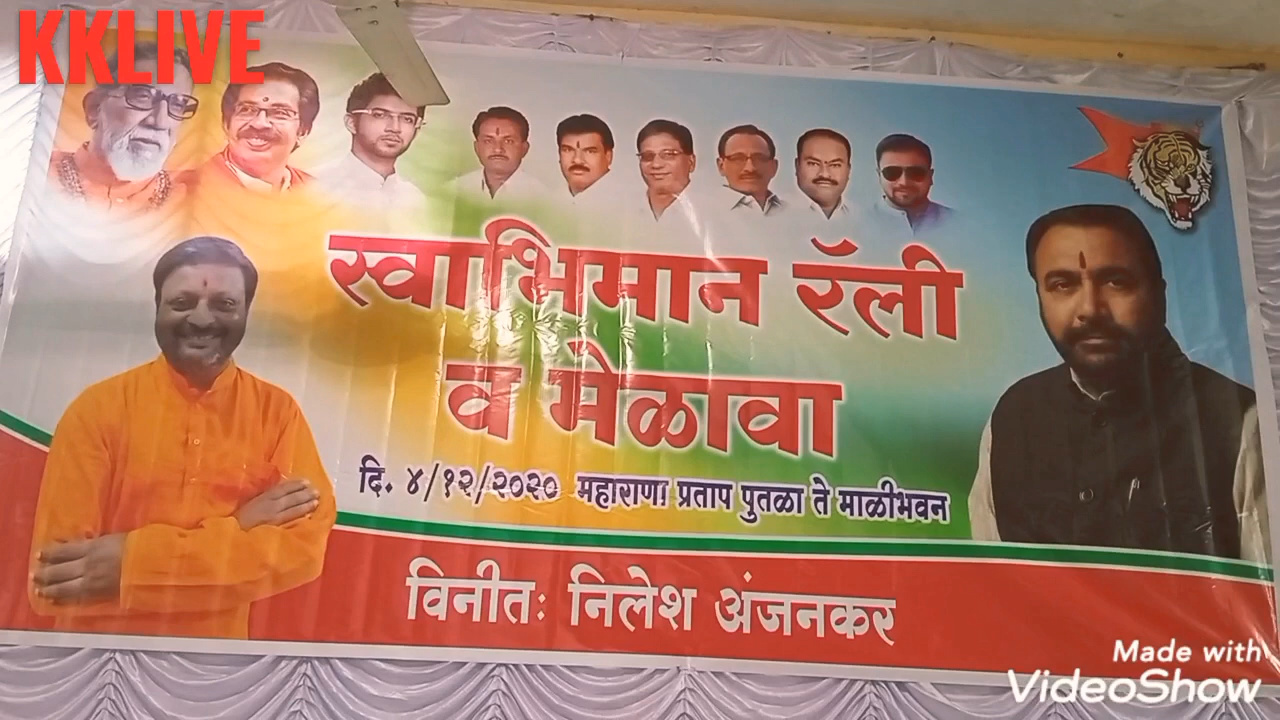 KKLIVE
स्वाभिमान रॅली
व मेळावा
दि. ४/१२/२०२० महाराणा प्रताप पुतळा ते माळीभवन
विनीतः निलेश अंजनकर
Made with
VideoShow